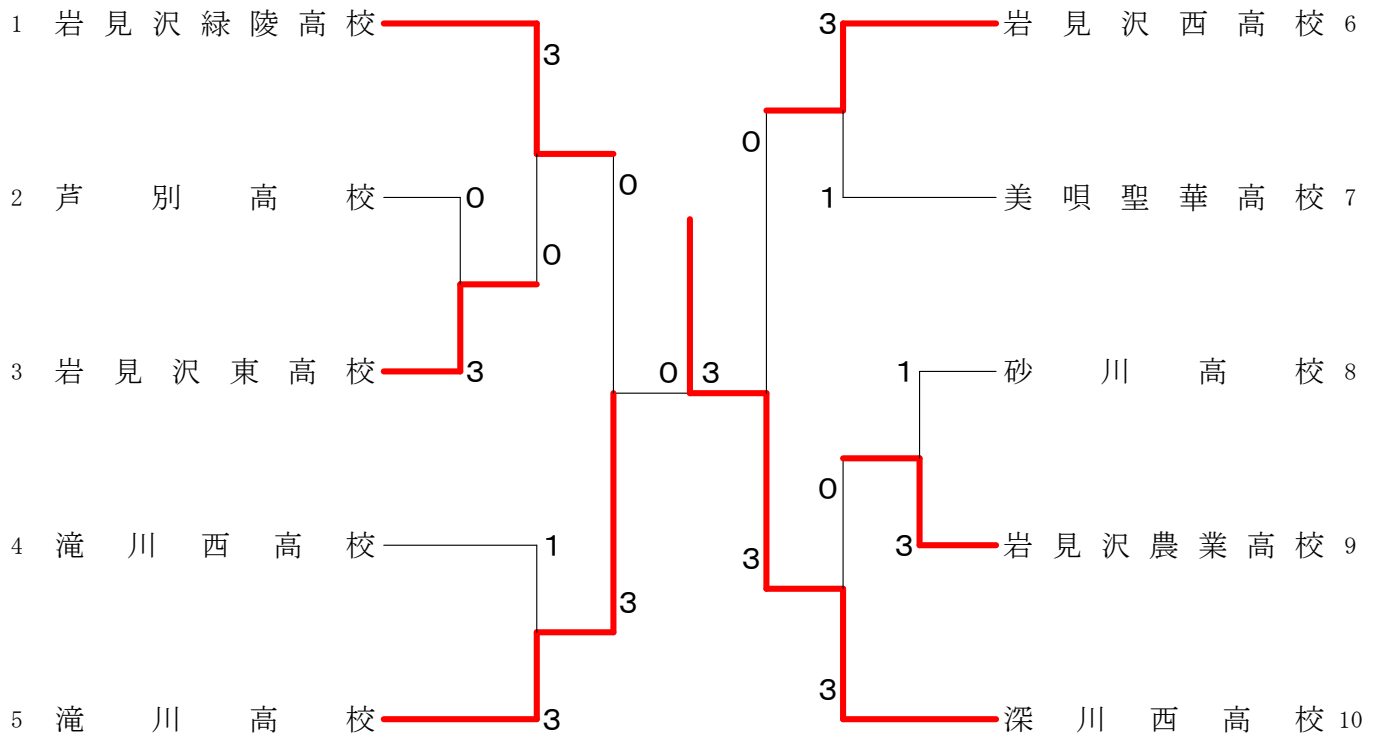 1 岩見沢緑陵高校 3 3 岩見沢西高校 6
0 0
2 芦別高校 0 1 美唄聖華高校 7
0
3 岩見沢東高校 3 0 3 1 砂川高校 8
0
4 滝川西高校 1 3 3 岩見沢農業高校 9
3
5 滝川高校 3 3 深川西高校 10